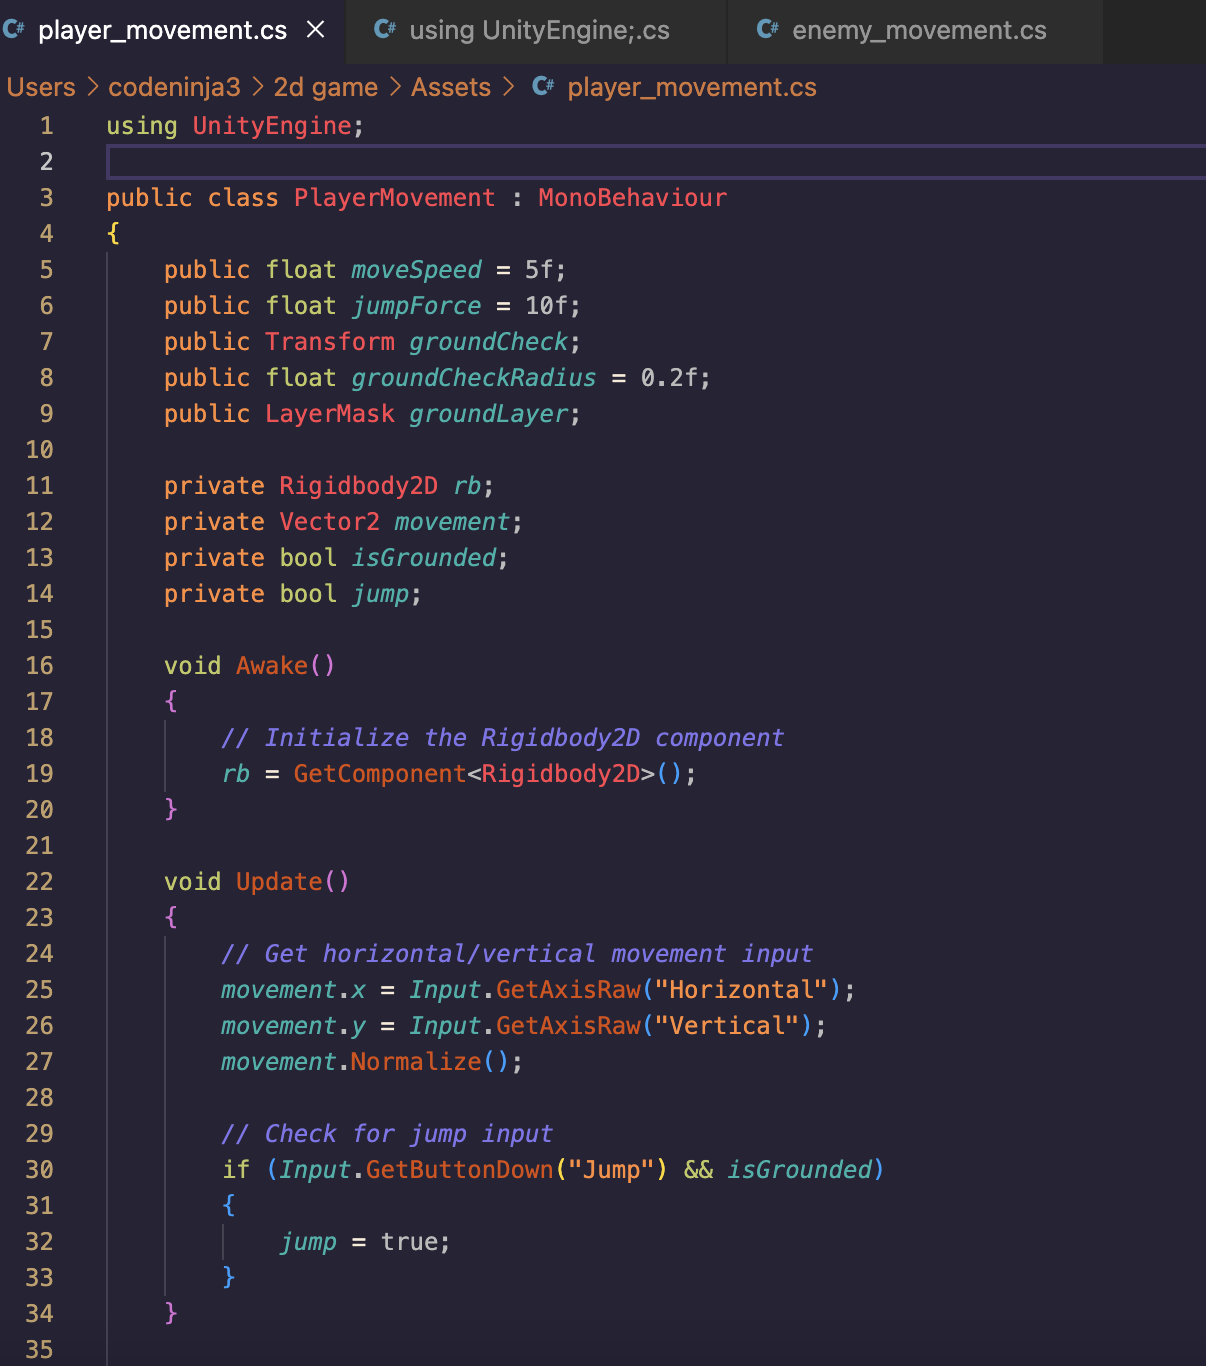 player_movement.cs
using UnityEngine;.cs
enemy_movement.cs
Users > codeninja3 > 2d game > Assets > player_movement.cs
1 using UnityEngine;
2
3 public class PlayerMovement : MonoBehaviour
4 {
5     public float moveSpeed = 5f;
6     public float jumpForce = 10f;
7     public Transform groundCheck;
8     public float groundCheckRadius = 0.2f;
9     public LayerMask groundLayer;
10
11     private Rigidbody2D rb;
12     private Vector2 movement;
13     private bool isGrounded;
14     private bool jump;
15
16     void Awake()
17     {
18         // Initialize the Rigidbody2D component
19         rb = GetComponent<Rigidbody2D>();
20     }
21
22     void Update()
23     {
24         // Get horizontal/vertical movement input
25         movement.x = Input.GetAxisRaw("Horizontal");
26         movement.y = Input.GetAxisRaw("Vertical");
27         movement.Normalize();
28
29         // Check for jump input
30         if (Input.GetButtonDown("Jump") && isGrounded)
31         {
32             jump = true;
33         }
34     }
35